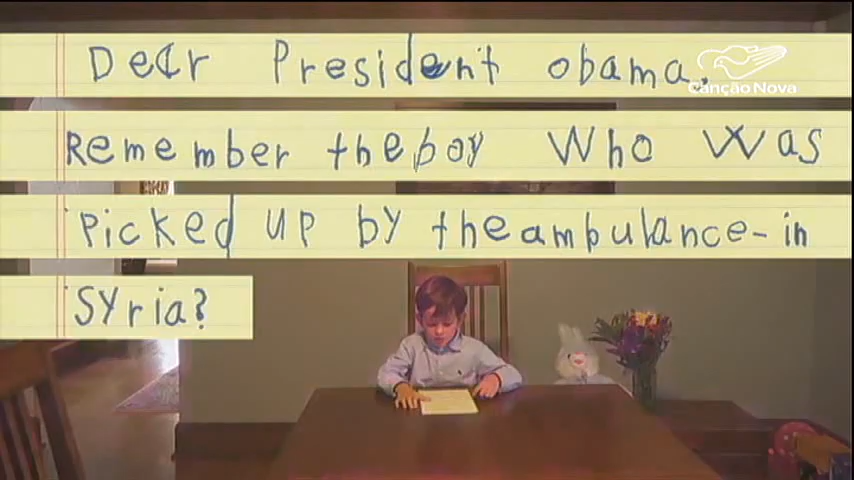 Dear President obama,
Canção Nova
Remember the boy Who Was
Picked up by the ambulance- in
Syria?